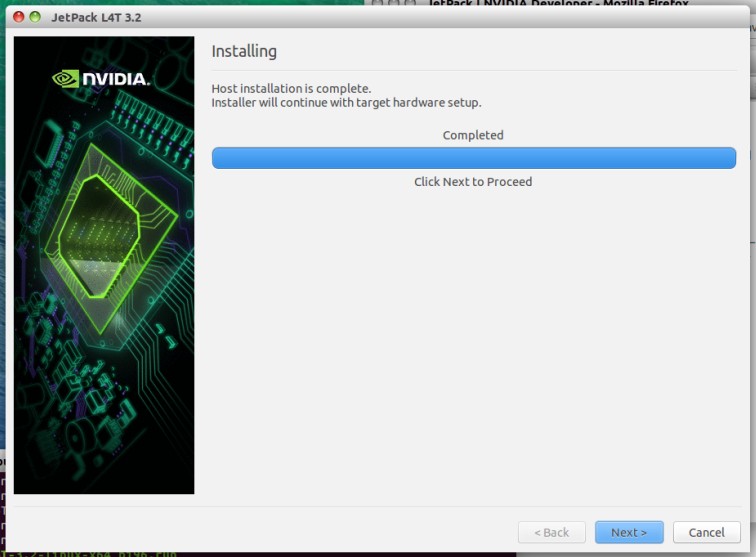 JetPack | NVIDIA Developer - Mozilla Firefox
JetPack L4T 3.2
NVIDIA.
Installing
Host installation is complete.
Installer will continue with target hardware setup.
Completed
Click Next to Proceed
< Back
Next >
Cancel